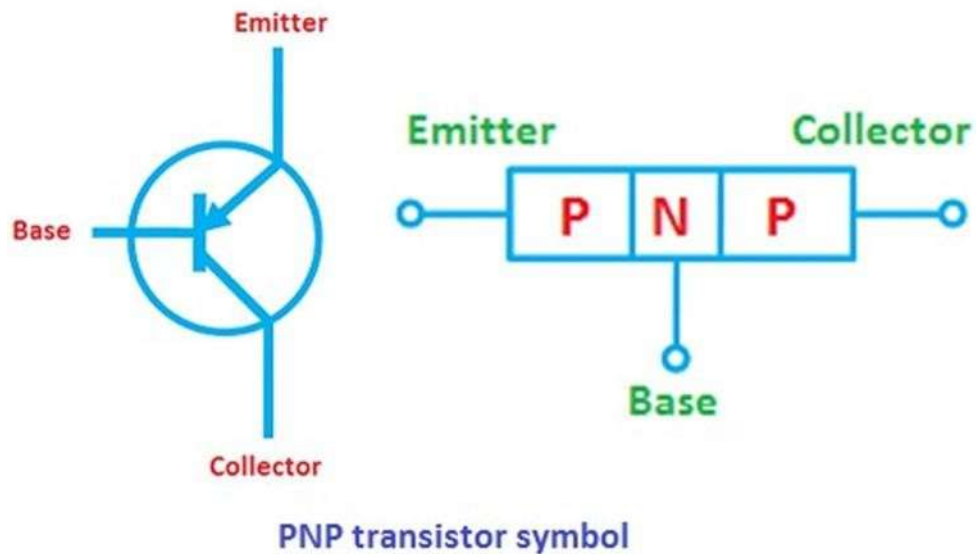 Emitter
Emitter
Collector
P N P
Base
Base
Collector
PNP transistor symbol